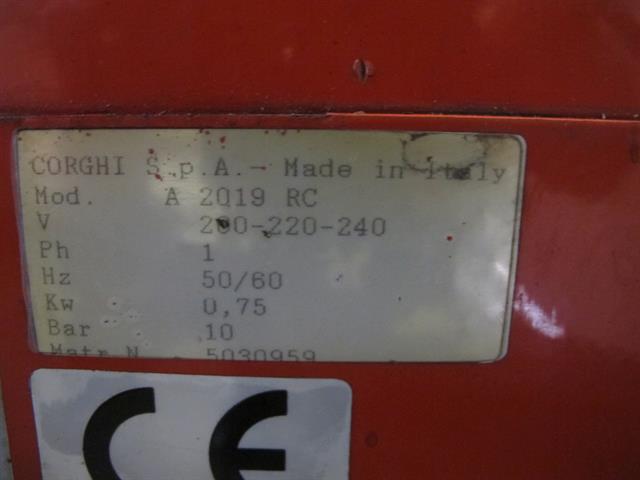 CORGHI S.p.A.- Made in Italy
Mod. A 2019 RC
V 200-220-240
Ph 1
Hz 50/60
Kw 0,75
Bar 10
Matr.N. - 5030959
CE